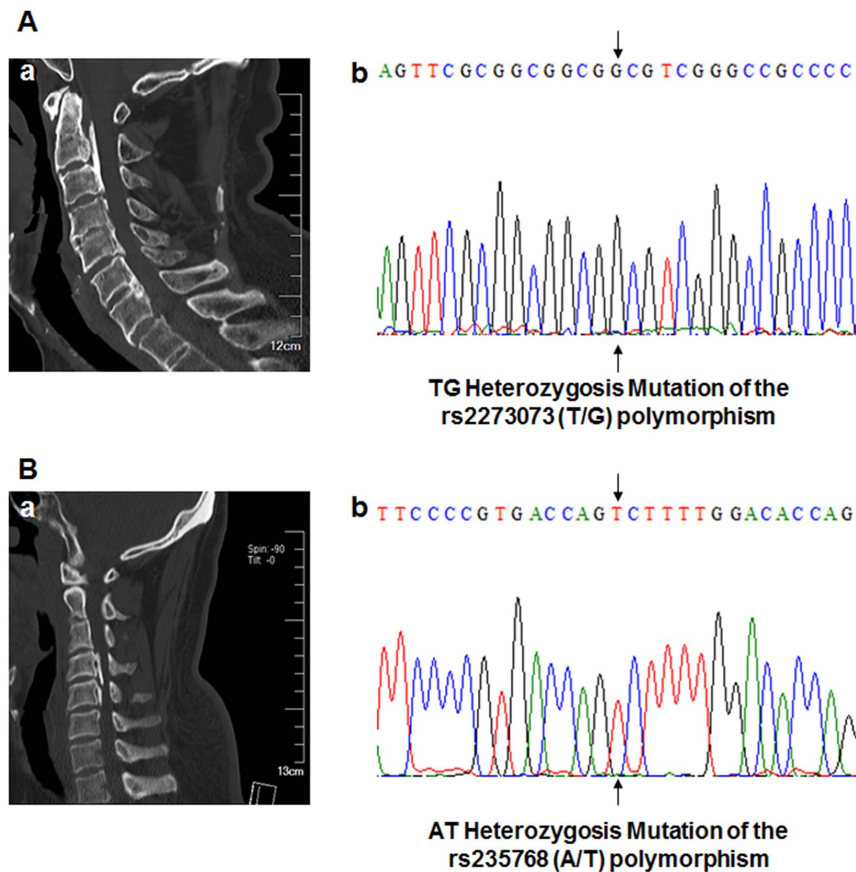 A
a
12cm
b
AGTTCGCGGCGGCGGCGTCGGGCCGCCCC
TG Heterozygosis Mutation of the
rs2273073 (T/G) polymorphism
B
a
Spin: -90
Tilt: -0
13cm
b
TTCCCCGTGACCAGTCTTTTGGACACCAG
AT Heterozygosis Mutation of the
rs235768 (A/T) polymorphism